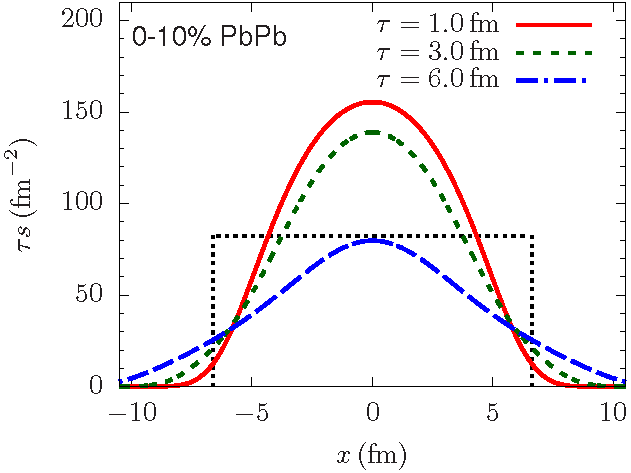 200
150
100
50
0
τs (fm⁻²)
0-10% PbPb
τ = 1.0 fm
τ = 3.0 fm
τ = 6.0 fm
−10 −5 0 5 10
x (fm)